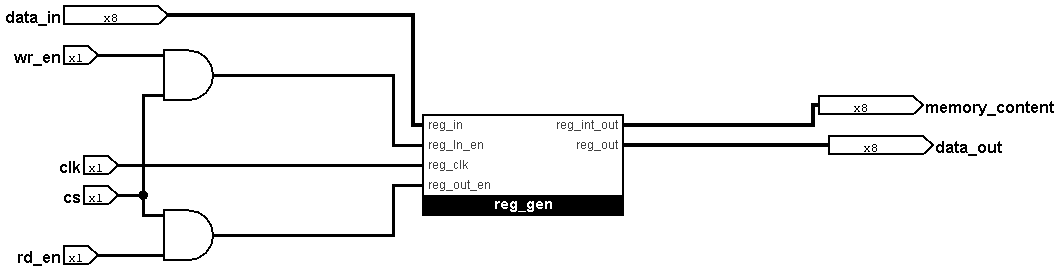 data_in x8
wr_en x1
reg_in reg_int_out
reg_In_en reg_out
reg_clk
reg_out_en
reg_gen
x8 memory_content
x8 data_out
clk x1
cs x1
rd_en x1